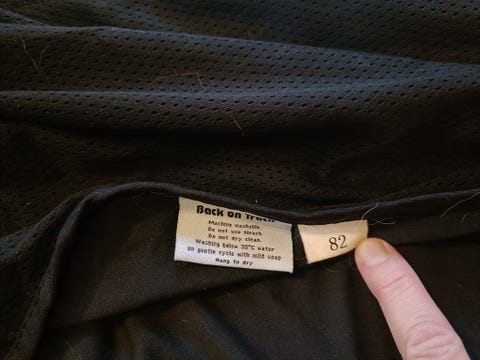 Back on Track
Machine washable.
Do not use bleach
Do not dry clean.
Washing below 30°C water
on gentle cycle with mild soap
Hang to dry
82